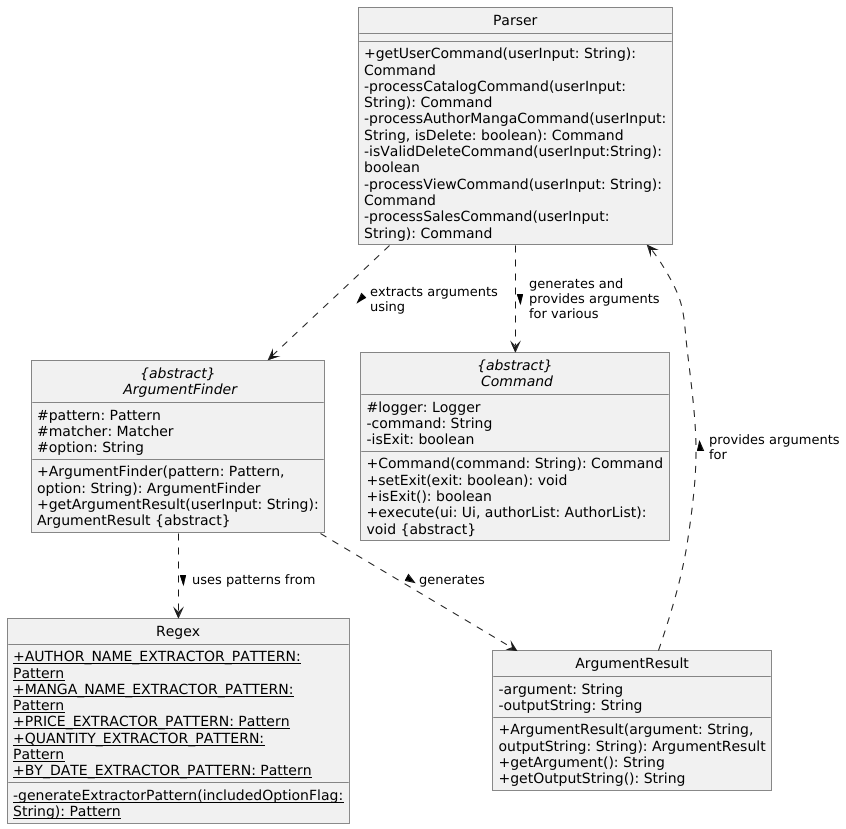 Parser
+getUserCommand(userInput: String):
Command
-processCatalogCommand(userInput:
String): Command
-processAuthorMangaCommand(userInput:
String, isDelete: boolean): Command
-isValidDeleteCommand(userInput:String):
boolean
-processViewCommand(userInput: String):
Command
-processSalesCommand(userInput:
String): Command
extracts arguments
using
generates and
provides arguments
for various
{abstract}
ArgumentFinder
#pattern: Pattern
#matcher: Matcher
#option: String
+ArgumentFinder(pattern: Pattern,
option: String): ArgumentFinder
+getArgumentResult(userInput: String):
ArgumentResult {abstract}
{abstract}
Command
#logger: Logger
-command: String
-isExit: boolean
+Command(command: String): Command
+setExit(exit: boolean): void
+isExit(): boolean
+execute(ui: Ui, authorList: AuthorList):
void {abstract}
provides arguments
for
uses patterns from
generates
Regex
+AUTHOR_NAME_EXTRACTOR_PATTERN:
Pattern
+MANGA_NAME_EXTRACTOR_PATTERN:
Pattern
+PRICE_EXTRACTOR_PATTERN: Pattern
+QUANTITY_EXTRACTOR_PATTERN:
Pattern
+BY_DATE_EXTRACTOR_PATTERN: Pattern
-generateExtractorPattern(includedOptionFlag:
String): Pattern
ArgumentResult
-argument: String
-outputString: String
+ArgumentResult(argument: String,
outputString: String): ArgumentResult
+getArgument(): String
+getOutputString(): String